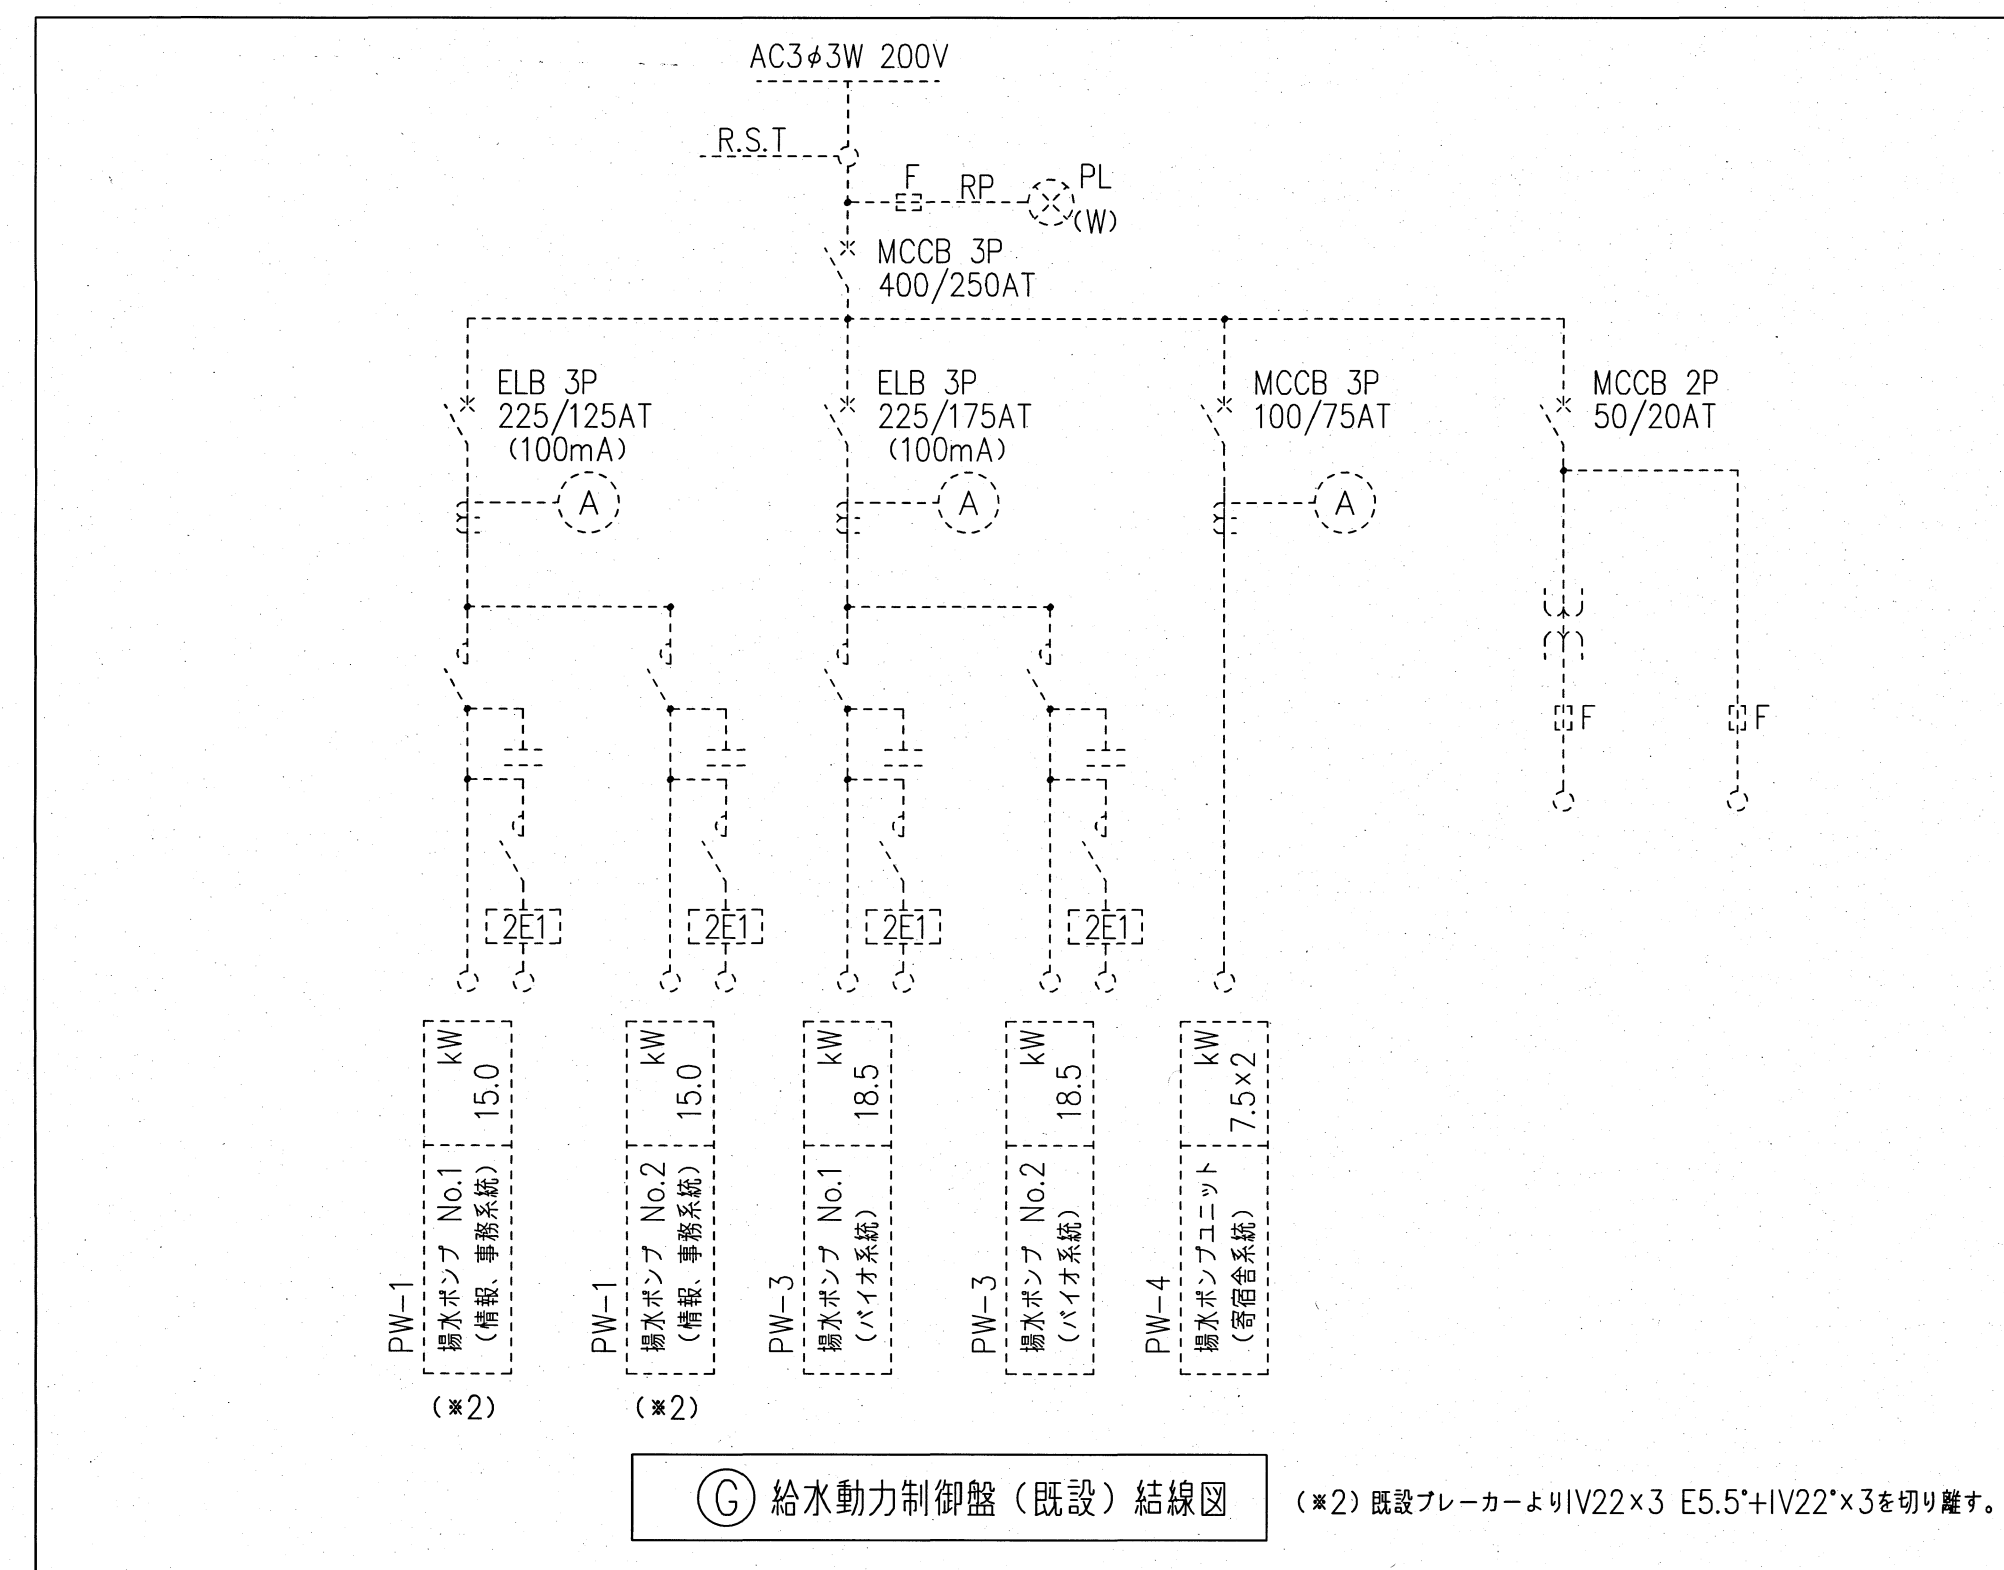 AC3φ3W 200V
R.S.T
F
RP
PL
(W)
MCCB 3P
400/250AT
ELB 3P
225/125AT
(100mA)
ELB 3P
225/175AT
(100mA)
MCCB 3P
100/75AT
MCCB 2P
50/20AT
A
A
A
F
F
2E1
2E1
2E1
2E1
PW-1
揚水ポンプ No.1
(情報、事務系統)
kW
15.0
(※2)
PW-1
揚水ポンプ No.2
(情報、事務系統)
kW
15.0
(※2)
PW-3
揚水ポンプ No.1
(バイオ系統)
kW
18.5
PW-3
揚水ポンプ No.2
(バイオ系統)
kW
18.5
PW-4
揚水ポンプユニット
(寄宿舎系統)
kW
7.5×2
G 給水動力制御盤(既設)結線図
(※2)既設ブレーカーよりIV22×3 E5.5°+IV22°×3を切り離す。